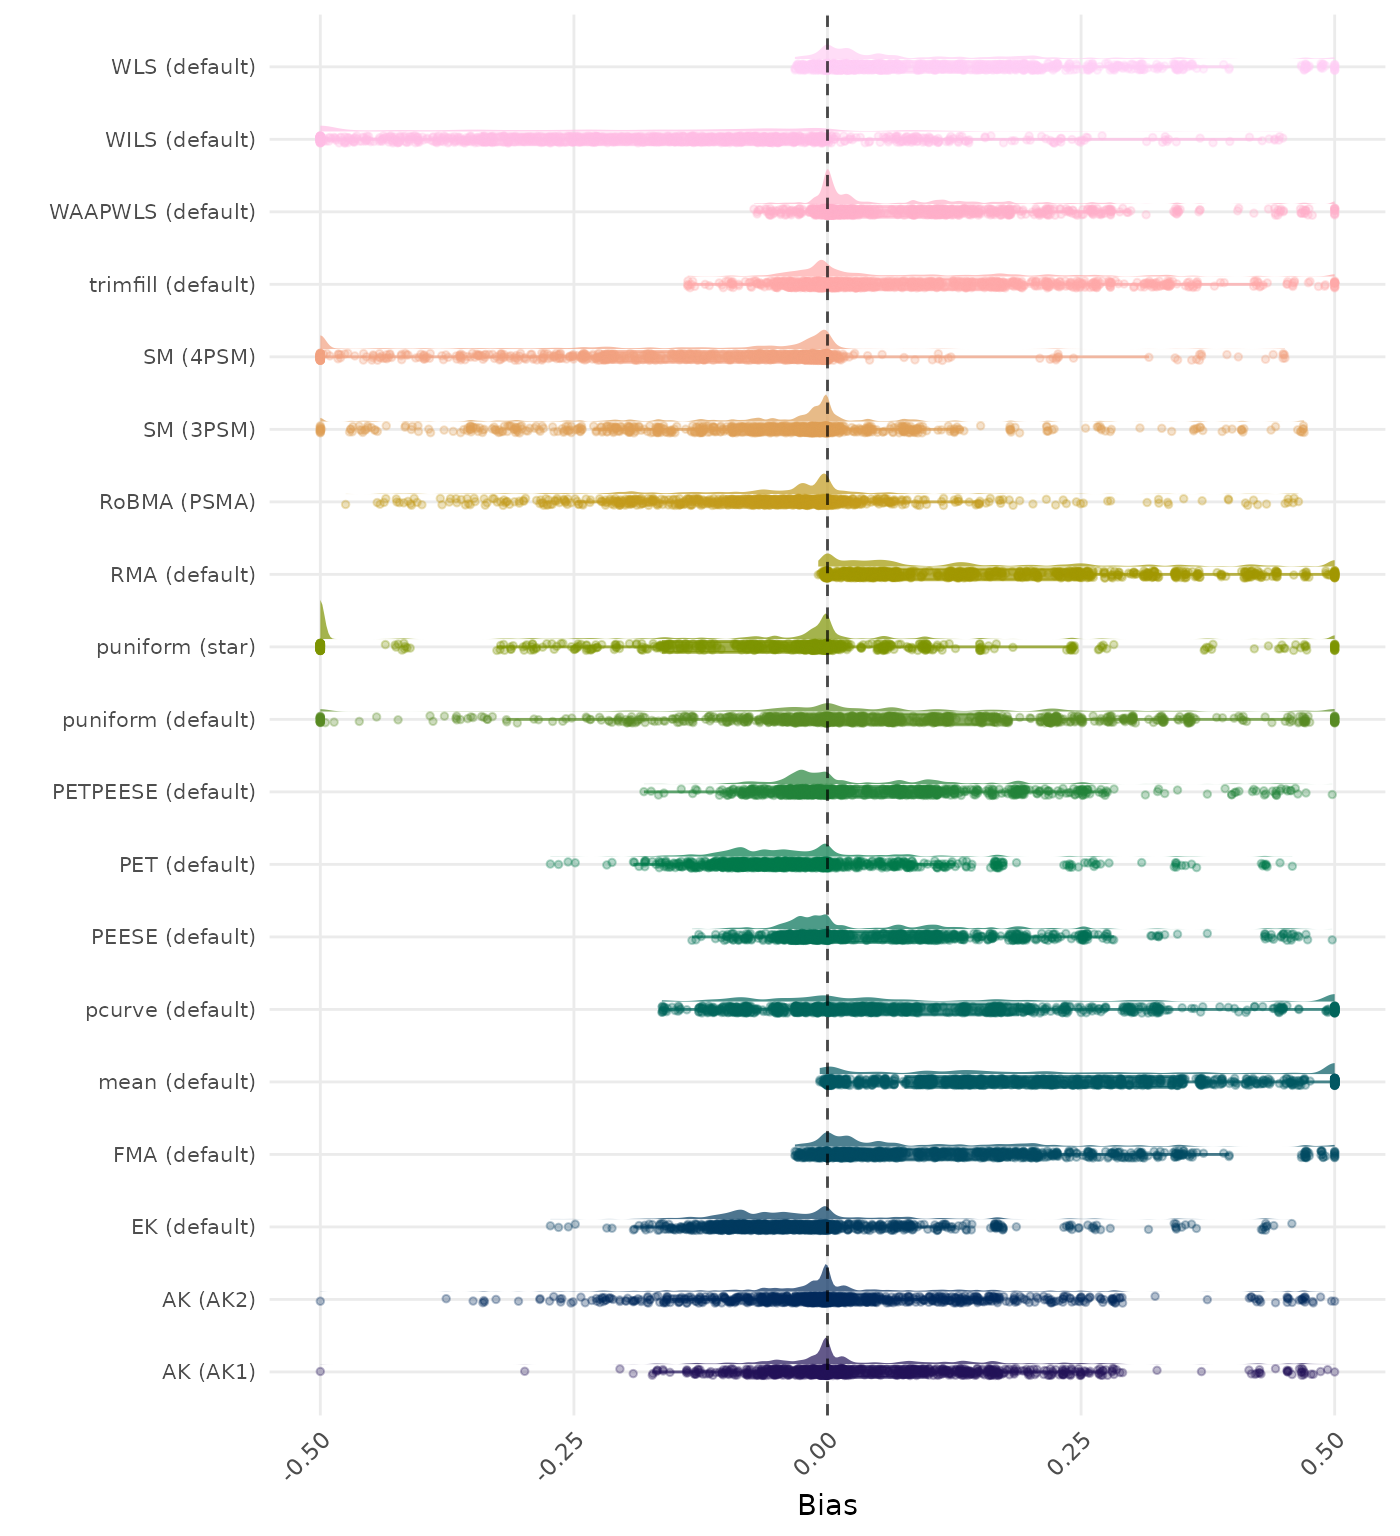 WLS (default)
WILS (default)
WAAPWLS (default)
trimfill (default)
SM (4PSM)
SM (3PSM)
RoBMA (PSMA)
RMA (default)
puniform (star)
puniform (default)
PETPEESE (default)
PET (default)
PEESE (default)
pcurve (default)
mean (default)
FMA (default)
EK (default)
AK (AK2)
AK (AK1)
-0.50
-0.25
0.00
0.25
0.50
Bias